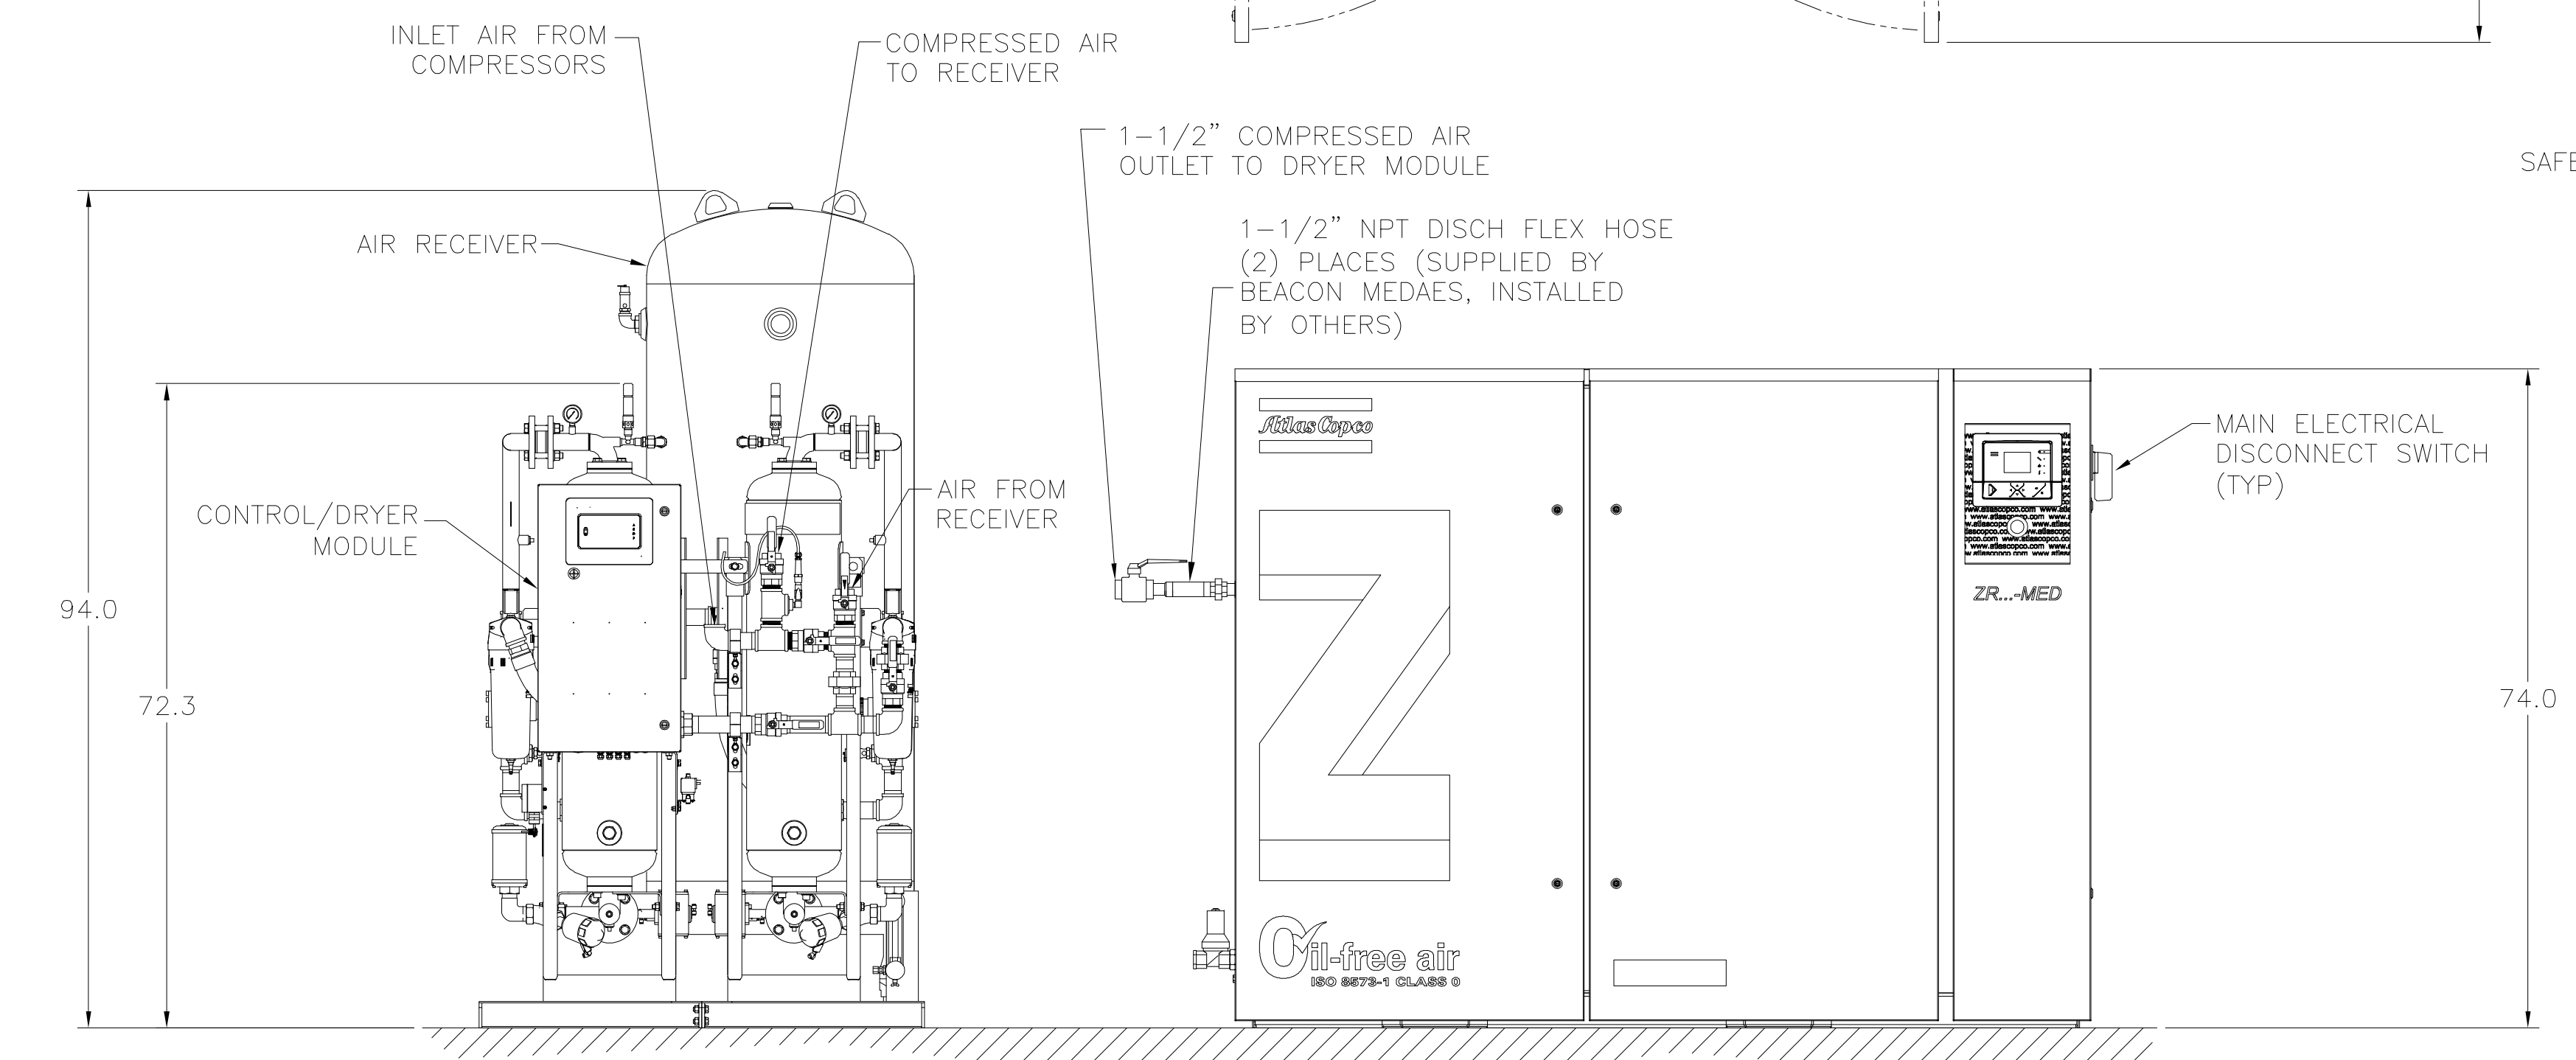 INLET AIR FROM
COMPRESSORS
COMPRESSED AIR
TO RECEIVER
1-1/2" COMPRESSED AIR
OUTLET TO DRYER MODULE
SAFE
1-1/2" NPT DISCH FLEX HOSE
(2) PLACES (SUPPLIED BY
BEACON MEDAES, INSTALLED
BY OTHERS)
AIR RECEIVER
Atlas Copco
MAIN ELECTRICAL
DISCONNECT SWITCH
(TYP)
AIR FROM
RECEIVER
CONTROL/DRYER
MODULE
www.atlascopco.com
ZR...-MED
94.0
72.3
74.0
Z
Oil-free air
ISO 8573-1 CLASS 0